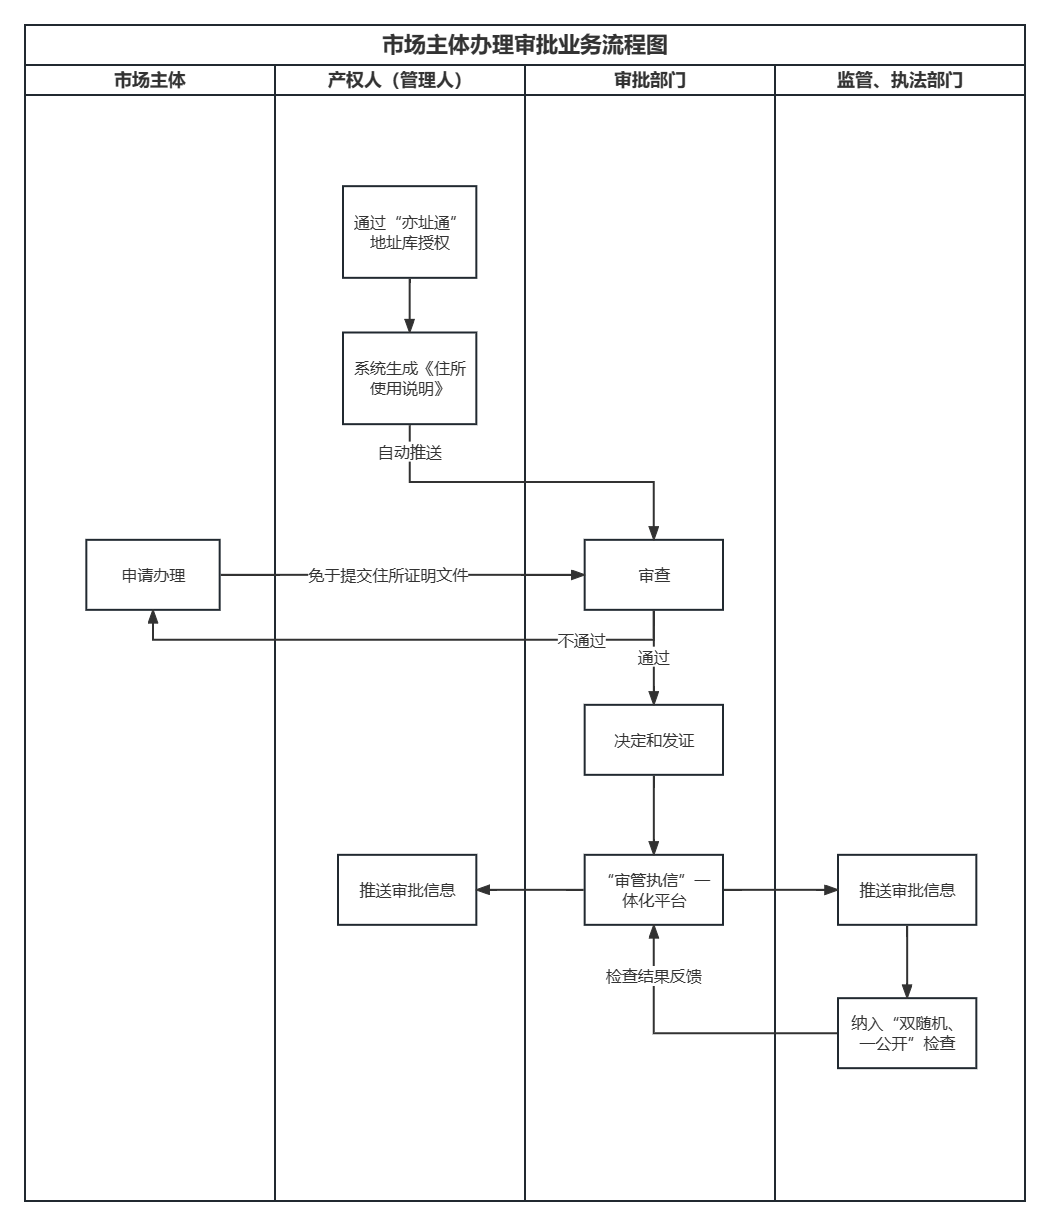 市场主体办理审批业务流程图
市场主体
产权人（管理人）
审批部门
监管、执法部门
通过“亦址通”
地址库授权
系统生成《住所
使用说明》
自动推送
申请办理
免于提交住所证明文件
审查
不通过
通过
决定和发证
推送审批信息
“审管执信”一
体化平台
推送审批信息
检查结果反馈
纳入“双随机、
一公开”检查